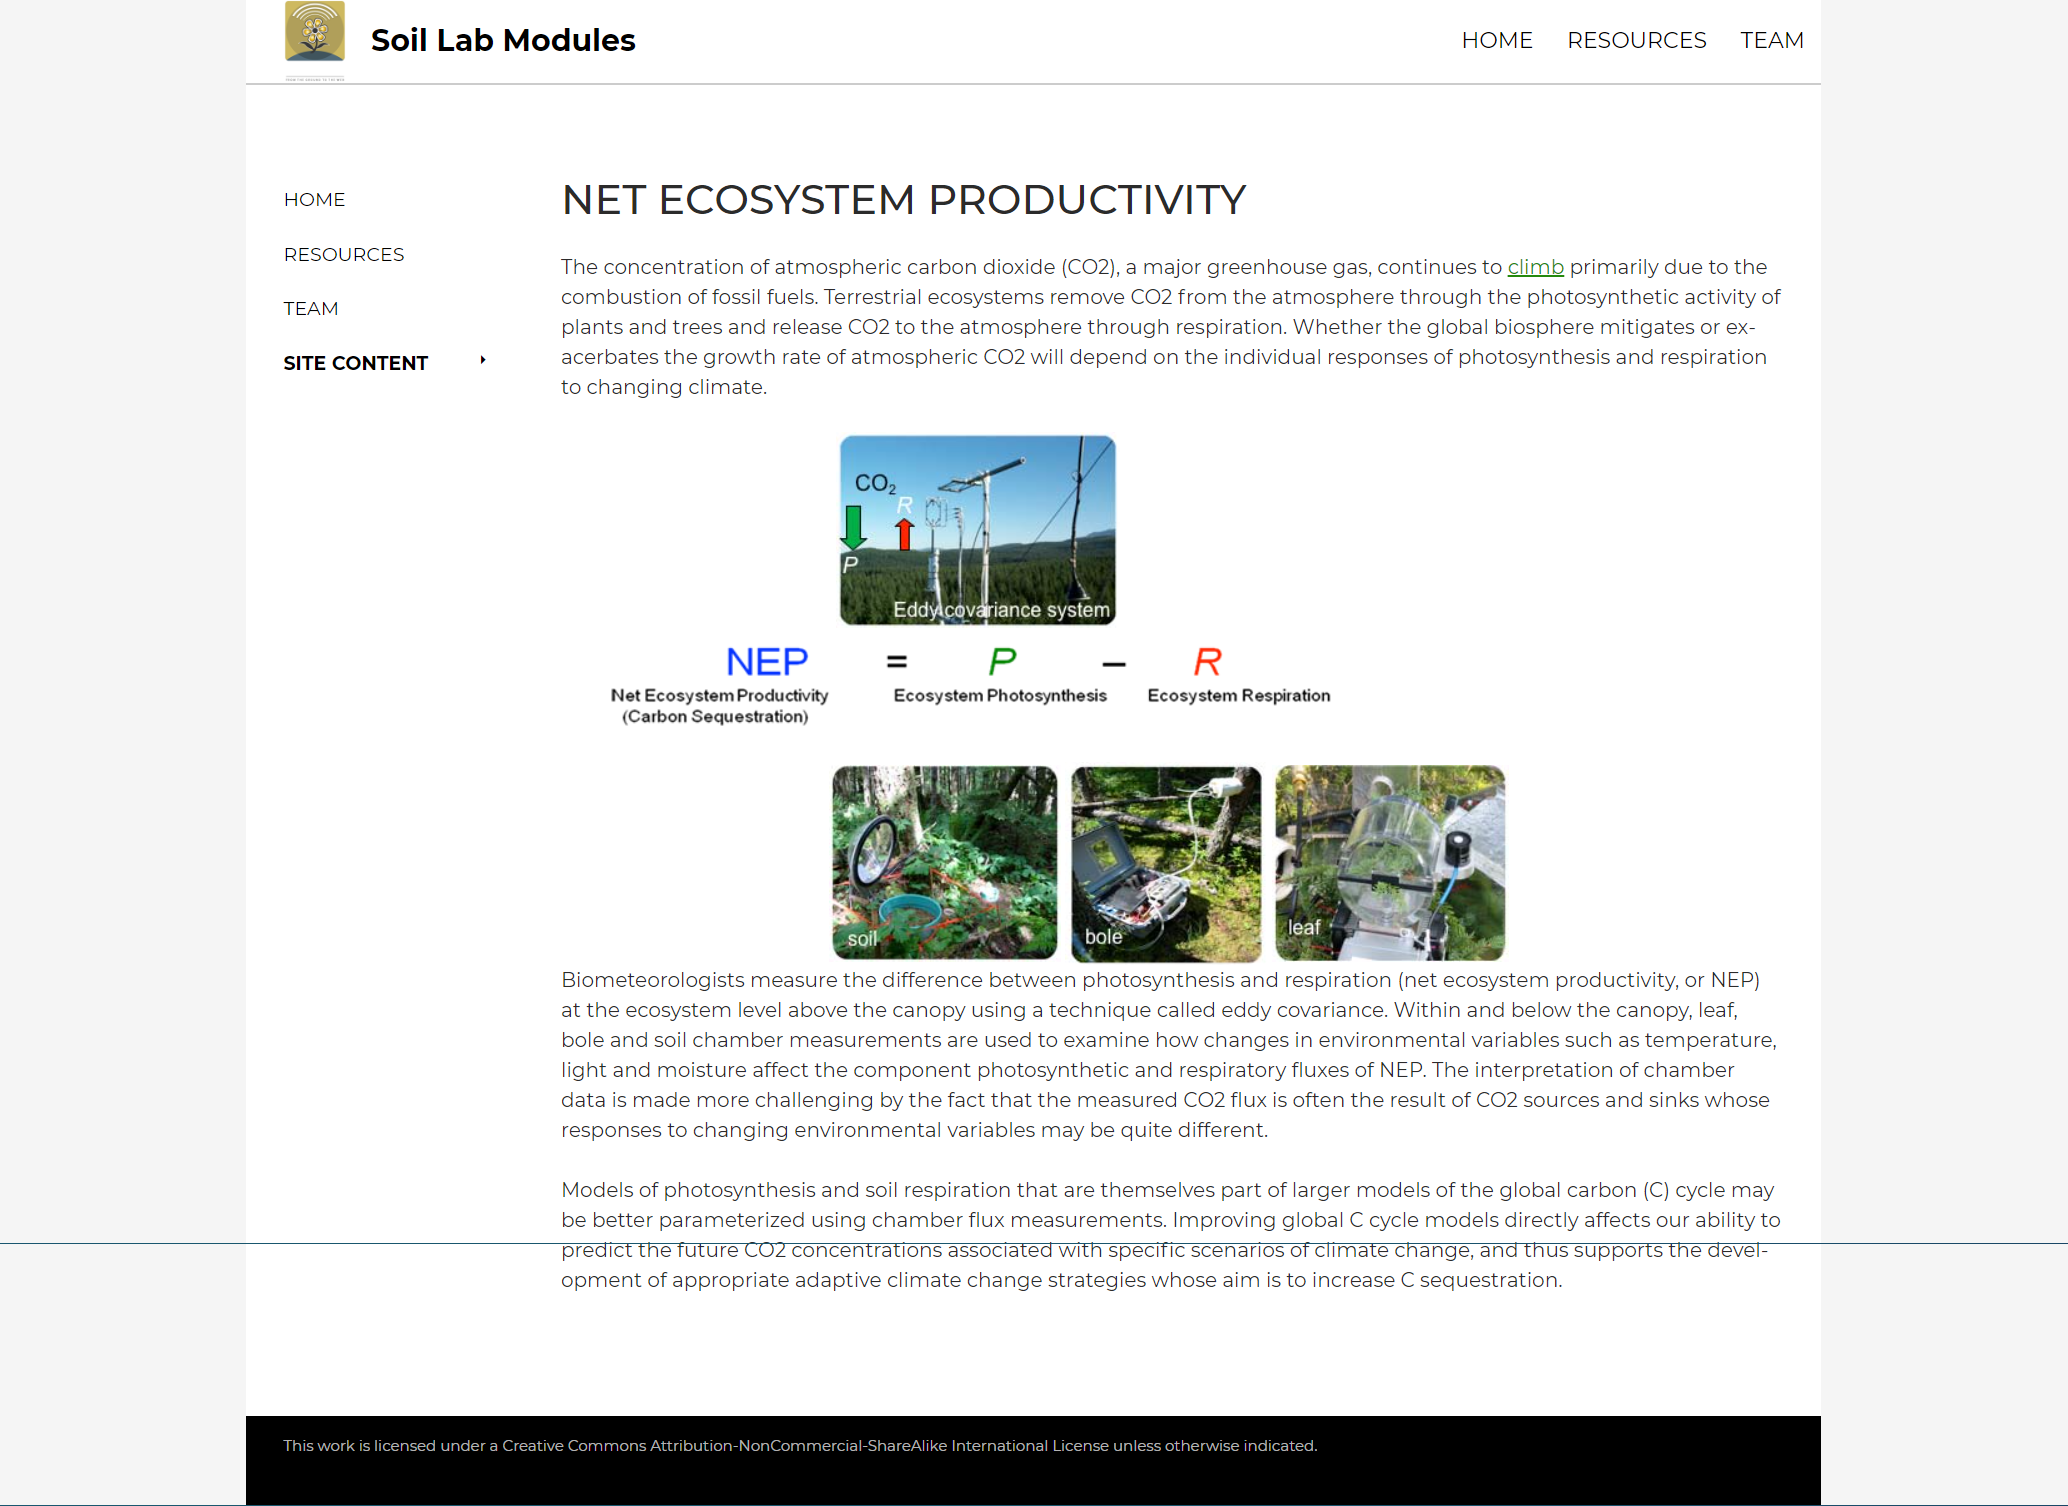 Soil Lab Modules
HOME RESOURCES TEAM
HOME
RESOURCES
TEAM
SITE CONTENT
NET ECOSYSTEM PRODUCTIVITY
The concentration of atmospheric carbon dioxide (CO2), a major greenhouse gas, continues to climb primarily due to the
combustion of fossil fuels. Terrestrial ecosystems remove CO2 from the atmosphere through the photosynthetic activity of
plants and trees and release CO2 to the atmosphere through respiration. Whether the global biosphere mitigates or ex-
acerbates the growth rate of atmospheric CO2 will depend on the individual responses of photosynthesis and respiration
to changing climate.
CO₂
R
P
Eddy covariance system
NEP = P – R
Net Ecosystem Productivity Ecosystem Photosynthesis Ecosystem Respiration
(Carbon Sequestration)
soil bole leaf
Biometeorologists measure the difference between photosynthesis and respiration (net ecosystem productivity, or NEP)
at the ecosystem level above the canopy using a technique called eddy covariance. Within and below the canopy, leaf,
bole and soil chamber measurements are used to examine how changes in environmental variables such as temperature,
light and moisture affect the component photosynthetic and respiratory fluxes of NEP. The interpretation of chamber
data is made more challenging by the fact that the measured CO2 flux is often the result of CO2 sources and sinks whose
responses to changing environmental variables may be quite different.
Models of photosynthesis and soil respiration that are themselves part of larger models of the global carbon (C) cycle may
be better parameterized using chamber flux measurements. Improving global C cycle models directly affects our ability to
predict the future CO2 concentrations associated with specific scenarios of climate change, and thus supports the devel-
opment of appropriate adaptive climate change strategies whose aim is to increase C sequestration.
This work is licensed under a Creative Commons Attribution-NonCommercial-ShareAlike International License unless otherwise indicated.